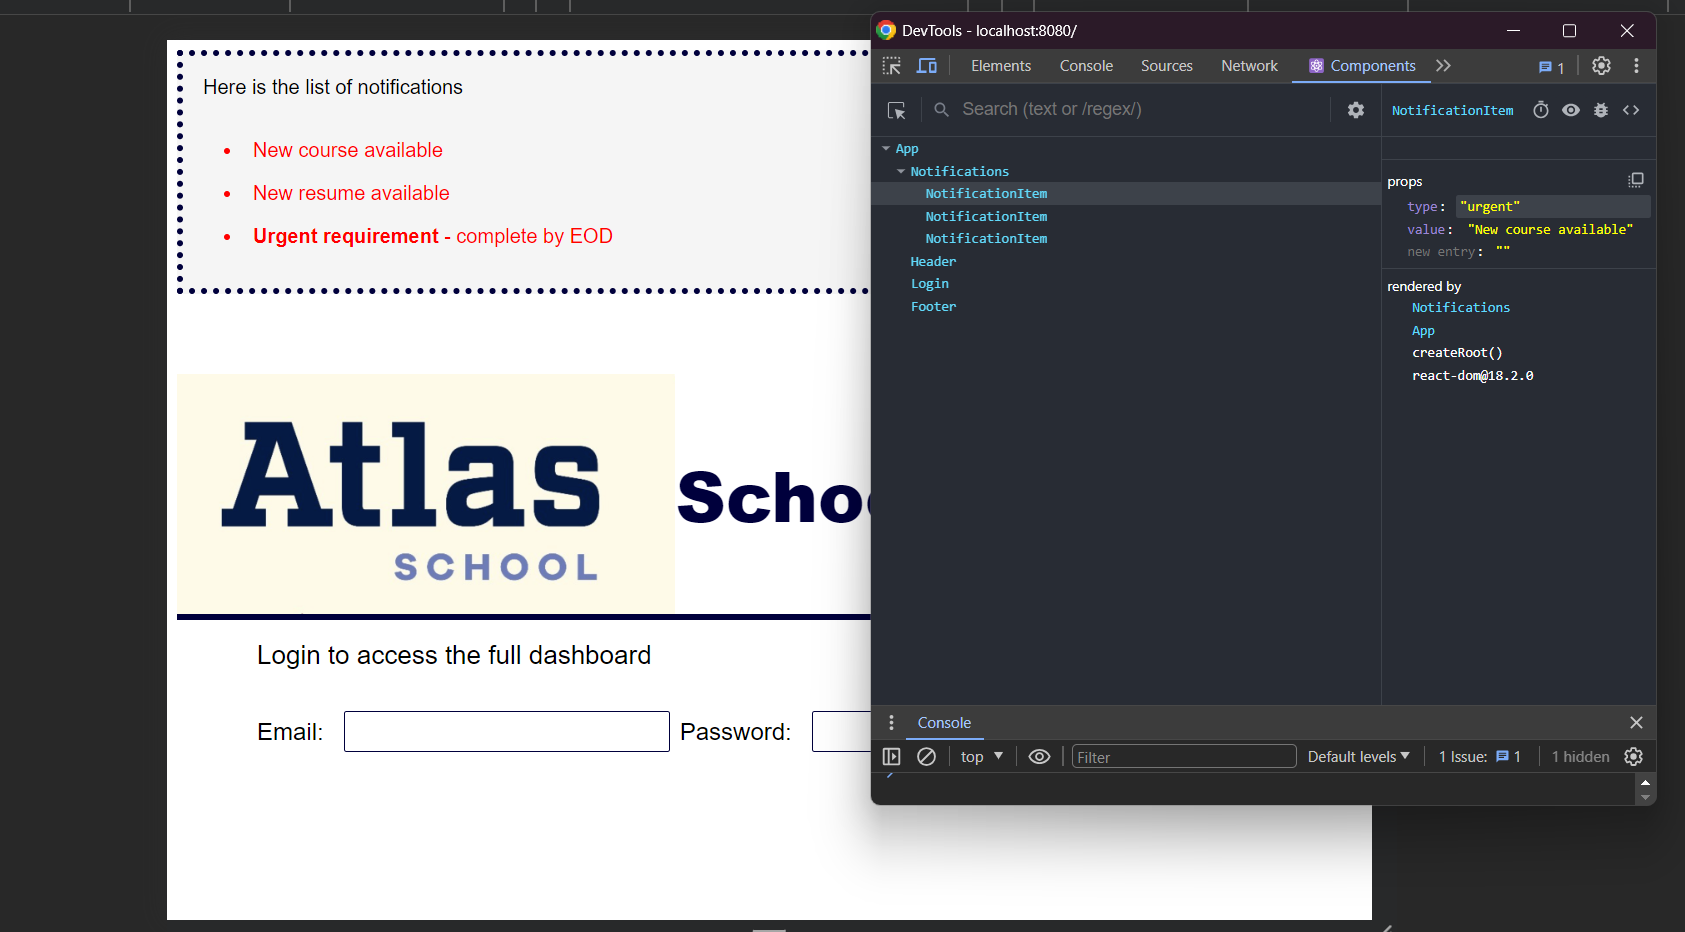 Here is the list of notifications
New course available
New resume available
Urgent requirement - complete by EOD
Atlas
SCHOOL
Schoo
Login to access the full dashboard
Email:
Password:
DevTools - localhost:8080/
Elements
Console
Sources
Network
Components
1
Search (text or /regex/)
NotificationItem
App
Notifications
NotificationItem
NotificationItem
NotificationItem
Header
Login
Footer
props
type: "urgent"
value: "New course available"
new entry: ""
rendered by
Notifications
App
createRoot()
react-dom@18.2.0
Console
top
Filter
Default levels
1 Issue: 1
1 hidden